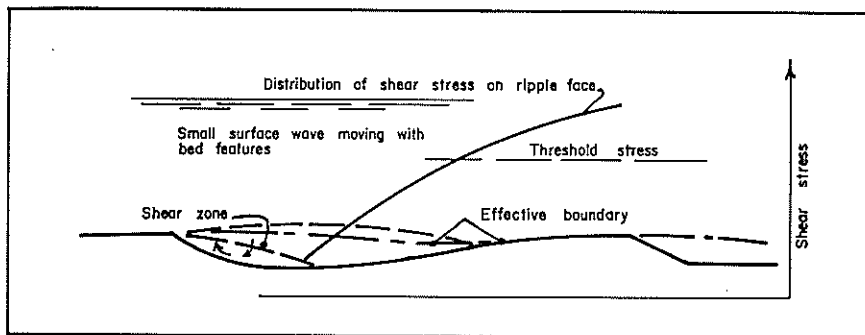 Distribution of shear stress on ripple face
Small surface wave moving with
bed features
Threshold stress
Shear zone
Effective boundary
Shear stress